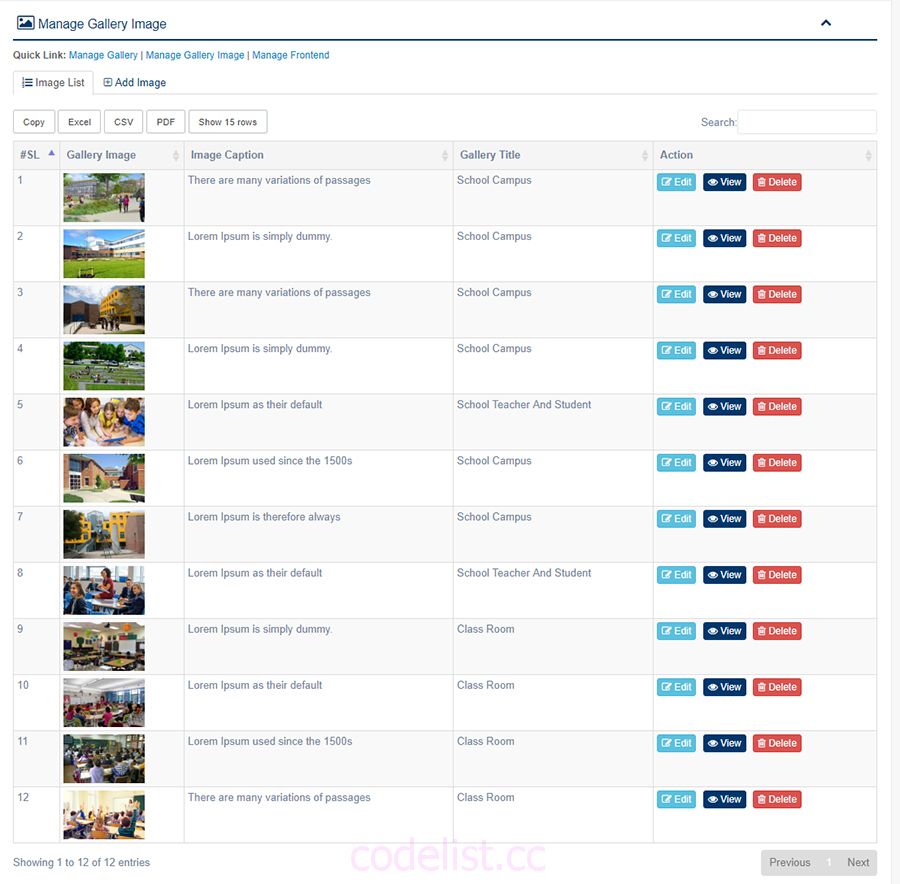 Manage Gallery Image
Quick Link: Manage Gallery | Manage Gallery Image | Manage Frontend
Image List Add Image
Copy Excel CSV PDF Show 15 rows Search:
#SL Gallery Image Image Caption Gallery Title Action
1 There are many variations of passages School Campus Edit View Delete
2 Lorem Ipsum is simply dummy. School Campus Edit View Delete
3 There are many variations of passages School Campus Edit View Delete
4 Lorem Ipsum is simply dummy. School Campus Edit View Delete
5 Lorem Ipsum as their default School Teacher And Student Edit View Delete
6 Lorem Ipsum used since the 1500s School Campus Edit View Delete
7 Lorem Ipsum is therefore always School Campus Edit View Delete
8 Lorem Ipsum as their default School Teacher And Student Edit View Delete
9 Lorem Ipsum is simply dummy. Class Room Edit View Delete
10 Lorem Ipsum as their default Class Room Edit View Delete
11 Lorem Ipsum used since the 1500s Class Room Edit View Delete
12 There are many variations of passages Class Room Edit View Delete
Showing 1 to 12 of 12 entries codelist.cc Previous 1 Next